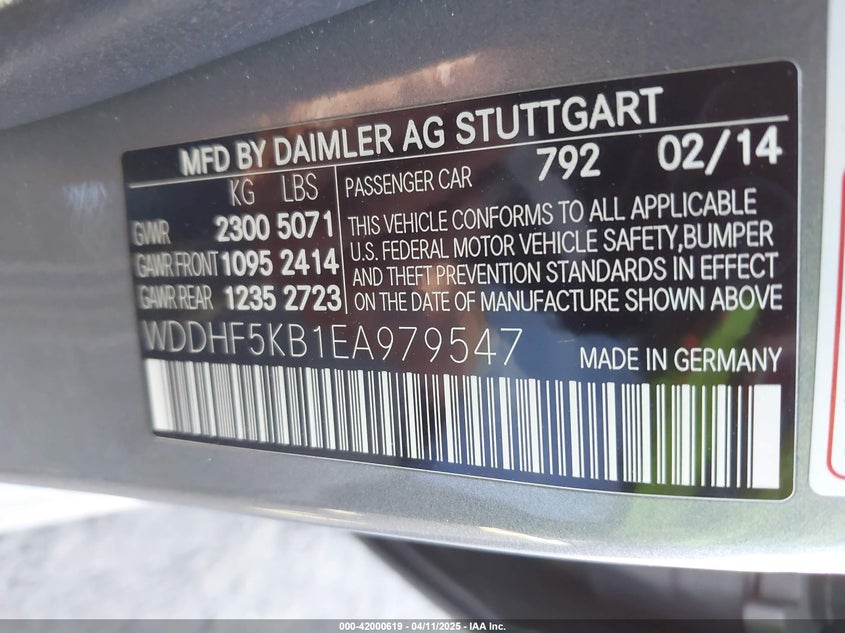 MFD BY DAIMLER AG STUTTGART
KG LBS PASSENGER CAR 792 02/14
GVWR 2300 5071 THIS VEHICLE CONFORMS TO ALL APPLICABLE
U.S. FEDERAL MOTOR VEHICLE SAFETY,BUMPER
GAWR FRONT 1095 2414 AND THEFT PREVENTION STANDARDS IN EFFECT
GAWR REAR 1235 2723 ON THE DATE OF MANUFACTURE SHOWN ABOVE
WDDHF5KB1EA979547 MADE IN GERMANY
000-42000619 - 04/11/2025 - IAA Inc.